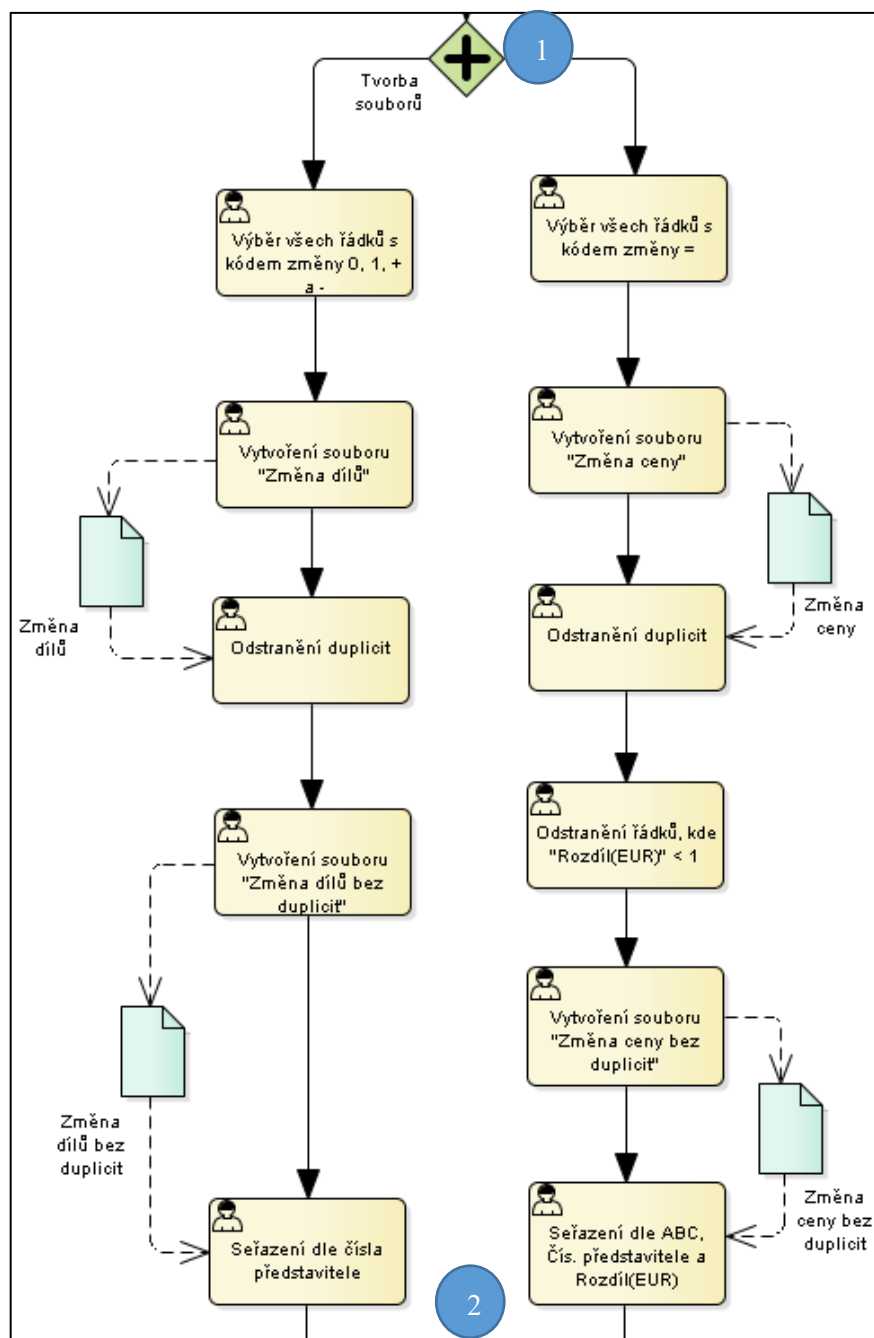 1
Tvorba
souborů
Výběr všech řádků s
kódem změny 0, 1, +
a -
Výběr všech řádků s
kódem změny =
Vytvoření souboru
"Změna dílů"
Vytvoření souboru
"Změna ceny"
Změna
dílů
Odstranění duplicit
Odstranění duplicit
Změna
ceny
Odstranění řádků, kde
"Rozdíl(EUR)" < 1
Vytvoření souboru
"Změna dílů bez
duplicit"
Vytvoření souboru
"Změna ceny bez
duplicit"
Změna
dílů bez
duplicit
Změna
ceny bez
duplicit
Seřazení dle čísla
představitele
Seřazení dle ABC,
Čís. představitele a
Rozdíl(EUR)
2